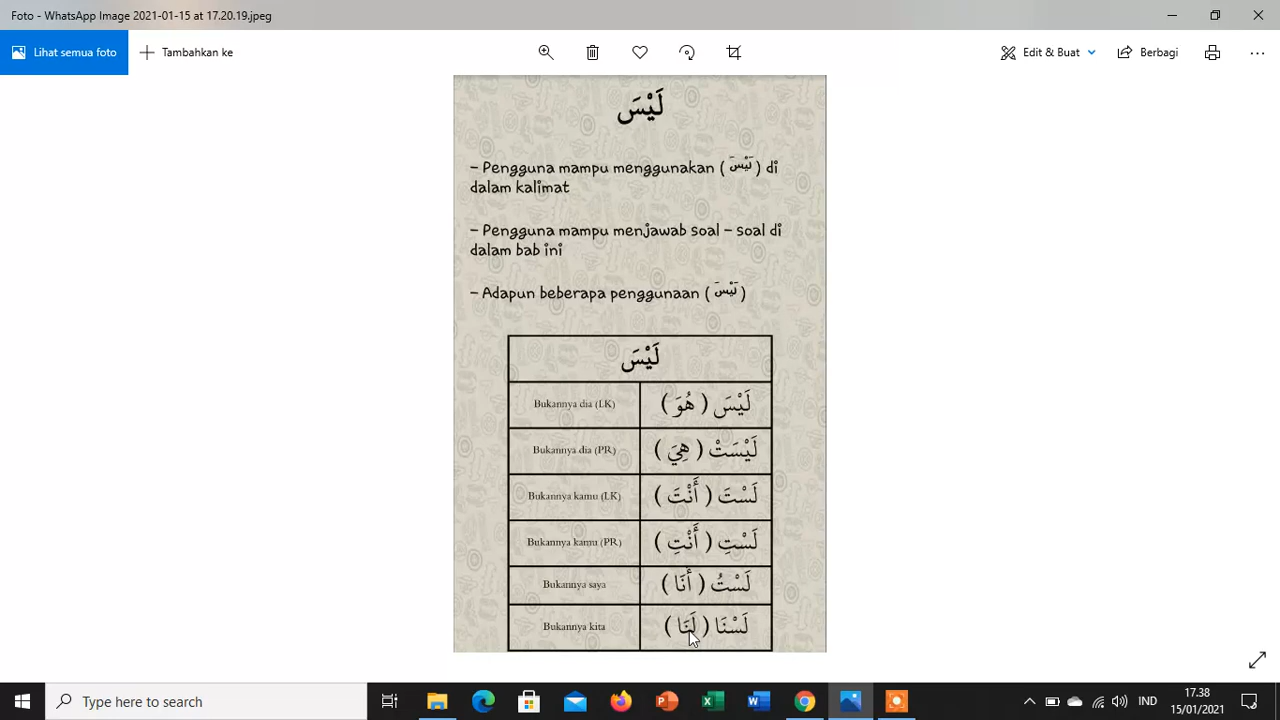 Foto - WhatsApp Image 2021-01-15 at 17.20.19.jpeg
Lihat semua foto
Tambahkan ke
Edit & Buat
Berbagi
لَيْسَ
- Pengguna mampu menggunakan ( لَيْسَ ) di
dalam kalimat
- Pengguna mampu menjawab soal - soal di
dalam bab ini
- Adapun beberapa penggunaan ( لَيْسَ )
لَيْسَ
Bukannya dia (LK) لَيْسَ ( هُوَ )
Bukannya dia (PR) لَيْسَتْ ( هِيَ )
Bukannya kamu (LK) لَسْتَ ( أَنْتَ )
Bukannya kamu (PR) لَسْتِ ( أَنْتِ )
Bukannya saya لَسْتُ ( أَنَا )
Bukannya kita لَسْنَا ( لَنَا )
Type here to search
IND
17.38
15/01/2021